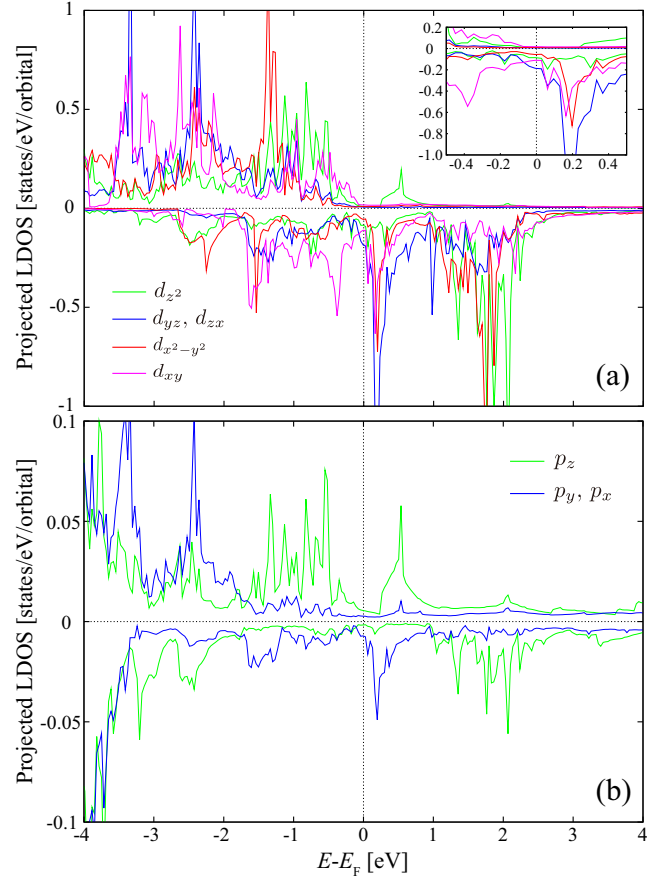 1
0.5
0
-0.5
-1
Projected LDOS [states/eV/orbital]
0.2
0
-0.2
-0.4
-0.6
-0.8
-1.0
-0.4 -0.2 0 0.2 0.4
d_{z^2}
d_{yz}, d_{zx}
d_{x^2-y^2}
d_{xy}
(a)
0.1
0.05
0
-0.05
-0.1
Projected LDOS [states/eV/orbital]
p_z
p_y, p_x
(b)
-4 -3 -2 -1 0 1 2 3 4
E-E_F [eV]